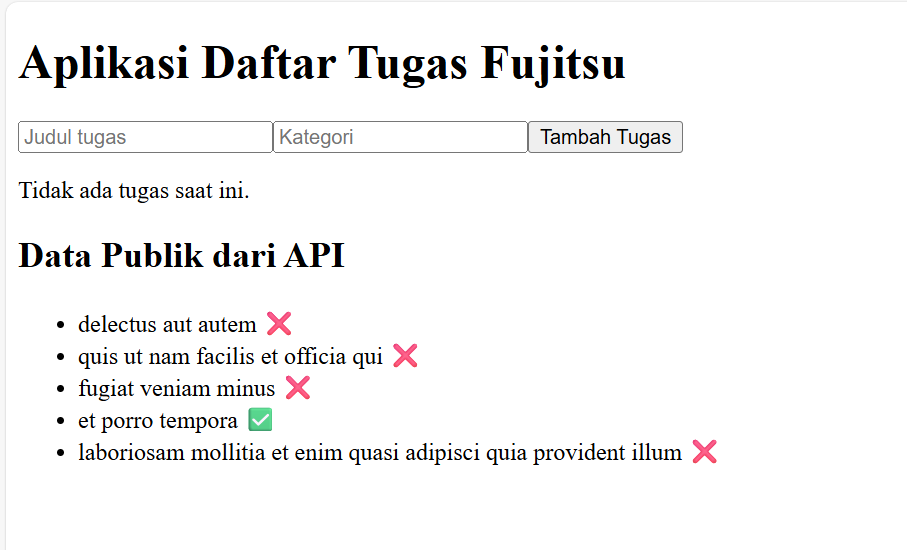 Aplikasi Daftar Tugas Fujitsu
Judul tugas Kategori Tambah Tugas
Tidak ada tugas saat ini.
Data Publik dari API
• delectus aut autem ❌
• quis ut nam facilis et officia qui ❌
• fugiat veniam minus ❌
• et porro tempora ✅
• laboriosam mollitia et enim quasi adipisci quia provident illum ❌